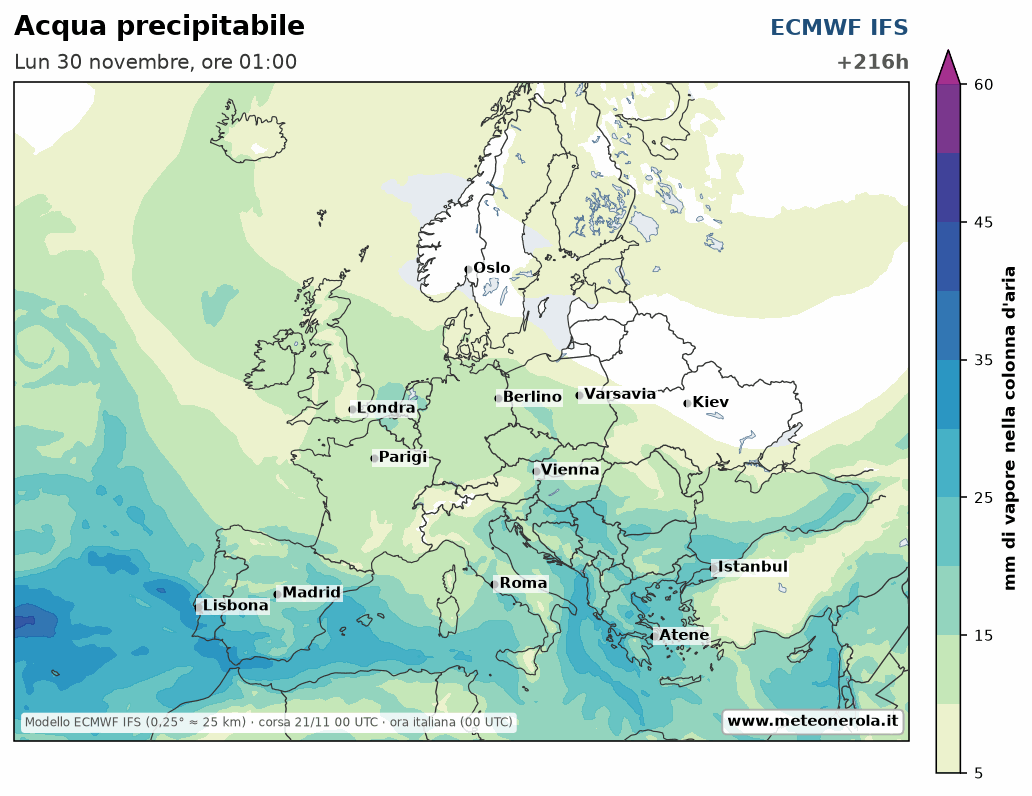 Acqua precipitabile
ECMWF IFS
Lun 30 novembre, ore 01:00
+216h
60
45
35
25
15
5
mm di vapore nella colonna d'aria
Oslo
Berlino
Varsavia
Kiev
Londra
Parigi
Vienna
Istanbul
Roma
Madrid
Lisbona
Atene
Modello ECMWF IFS (0,25° ≈ 25 km) · corsa 21/11 00 UTC · ora italiana (00 UTC)
www.meteonerola.it